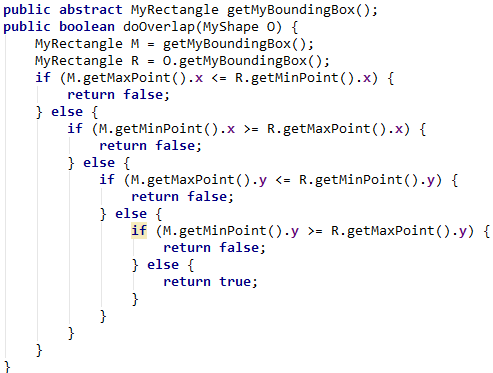 public abstract MyRectangle getMyBoundingBox();
public boolean doOverlap(MyShape O) {
    MyRectangle M = getMyBoundingBox();
    MyRectangle R = O.getMyBoundingBox();
    if (M.getMaxPoint().x <= R.getMinPoint().x) {
        return false;
    } else {
        if (M.getMinPoint().x >= R.getMaxPoint().x) {
            return false;
        } else {
            if (M.getMaxPoint().y <= R.getMinPoint().y) {
                return false;
            } else {
                if (M.getMinPoint().y >= R.getMaxPoint().y) {
                    return false;
                } else {
                    return true;
                }
            }
        }
    }
}